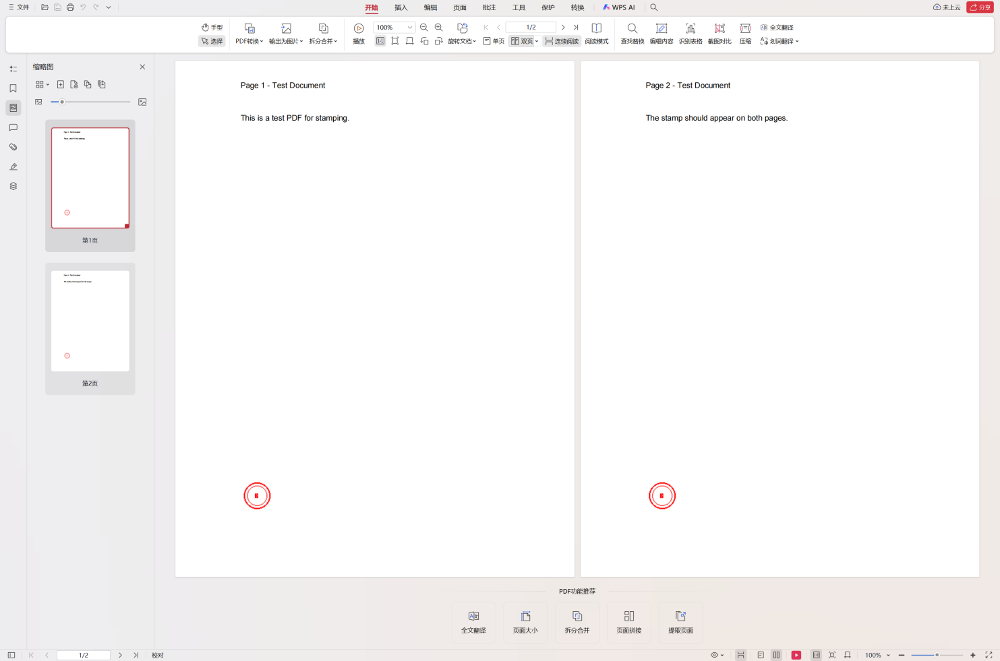 文件
开始 插入 编辑 页面 批注 工具 保护 转换 WPS AI
未上云 分享
手型
选择
PDF转换 输出为图片 拆分合并
播放
100%
旋转文档
1/2
单页 双页 连续阅读 阅读模式
查找替换 编辑内容 识别表格 截图对比 压缩
全文翻译
划词翻译
缩略图
第1页
第2页
Page 1 - Test Document
This is a test PDF for stamping.
Page 2 - Test Document
The stamp should appear on both pages.
PDF功能推荐
全文翻译 页面大小 拆分合并 页面拼接 提取页面
1/2 校对 100%